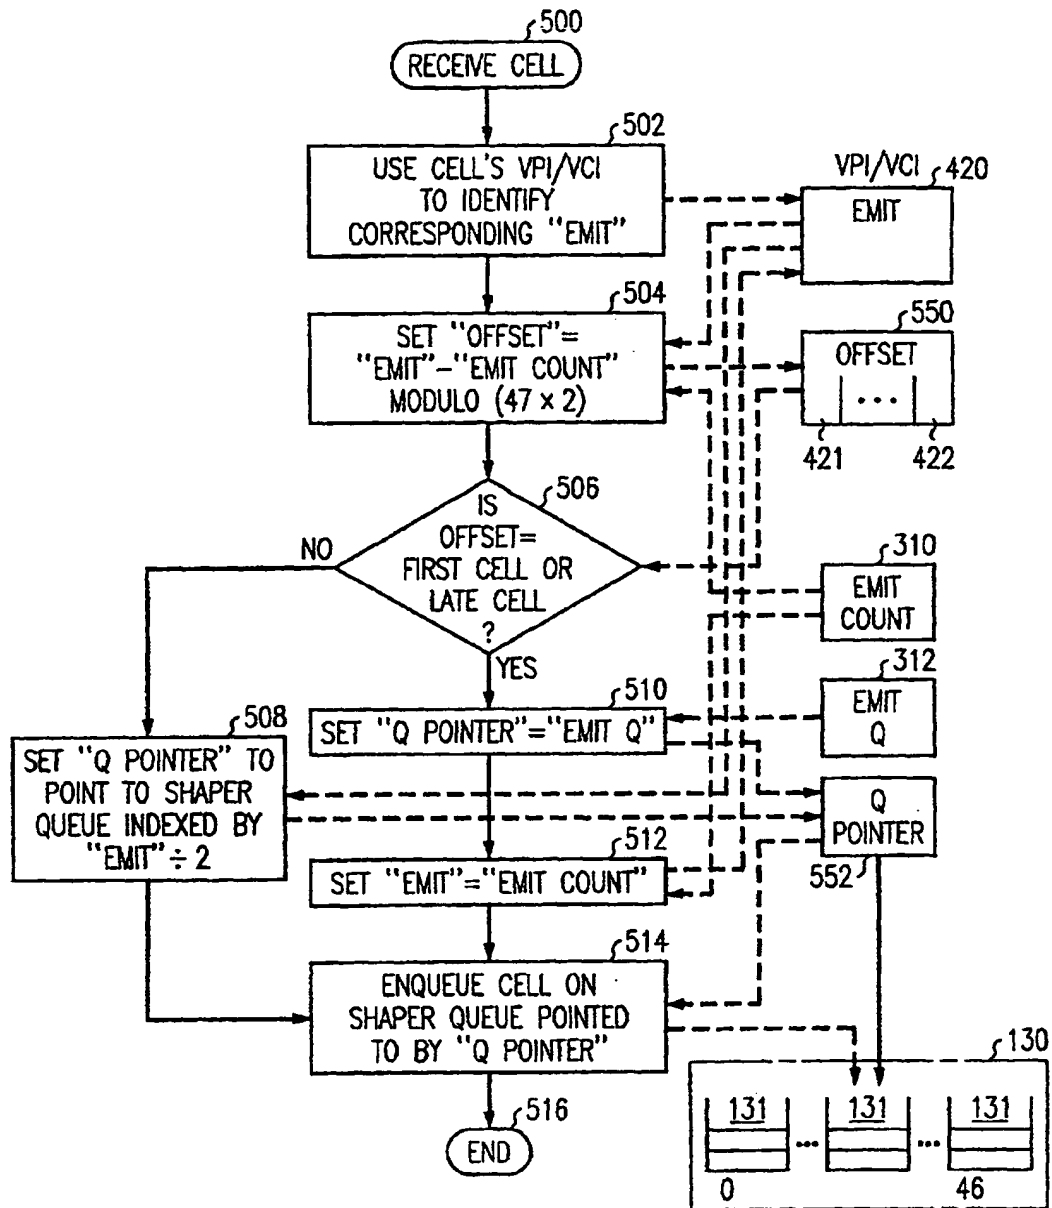 500
RECEIVE CELL
502
USE CELL'S VPI/VCI
TO IDENTIFY
CORRESPONDING "EMIT"
VPI/VCI
420
EMIT
504
SET "OFFSET"=
"EMIT"-"EMIT COUNT"
MODULO (47 x 2)
550
OFFSET
...
421
422
506
IS
OFFSET=
FIRST CELL OR
LATE CELL
?
NO
YES
310
EMIT
COUNT
312
EMIT
Q
510
SET "Q POINTER"="EMIT Q"
508
SET "Q POINTER" TO
POINT TO SHAPER
QUEUE INDEXED BY
"EMIT"÷2
Q
POINTER
552
512
SET "EMIT"="EMIT COUNT"
514
ENQUEUE CELL ON
SHAPER QUEUE POINTED
TO BY "Q POINTER"
516
END
130
131 ... 131 ... 131
0
46